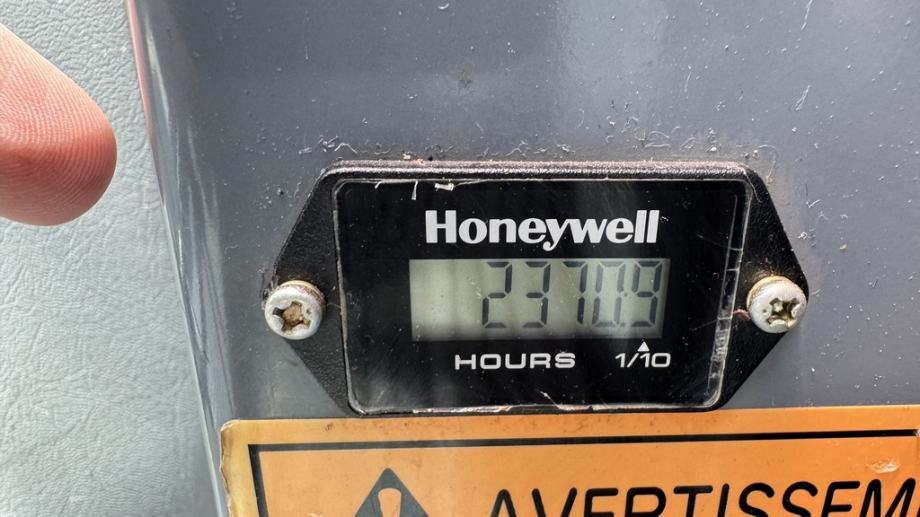 Honeywell
2370.9
HOURS 1/10
AVERTISSEM